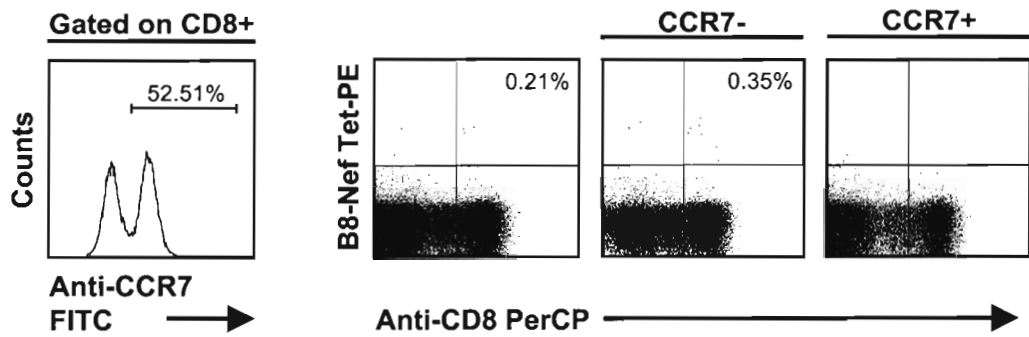 Gated on CD8+
CCR7-
CCR7+
52.51%
0.21%
0.35%
Counts
B8-Nef Tet-PE
Anti-CCR7
FITC
Anti-CD8 PerCP